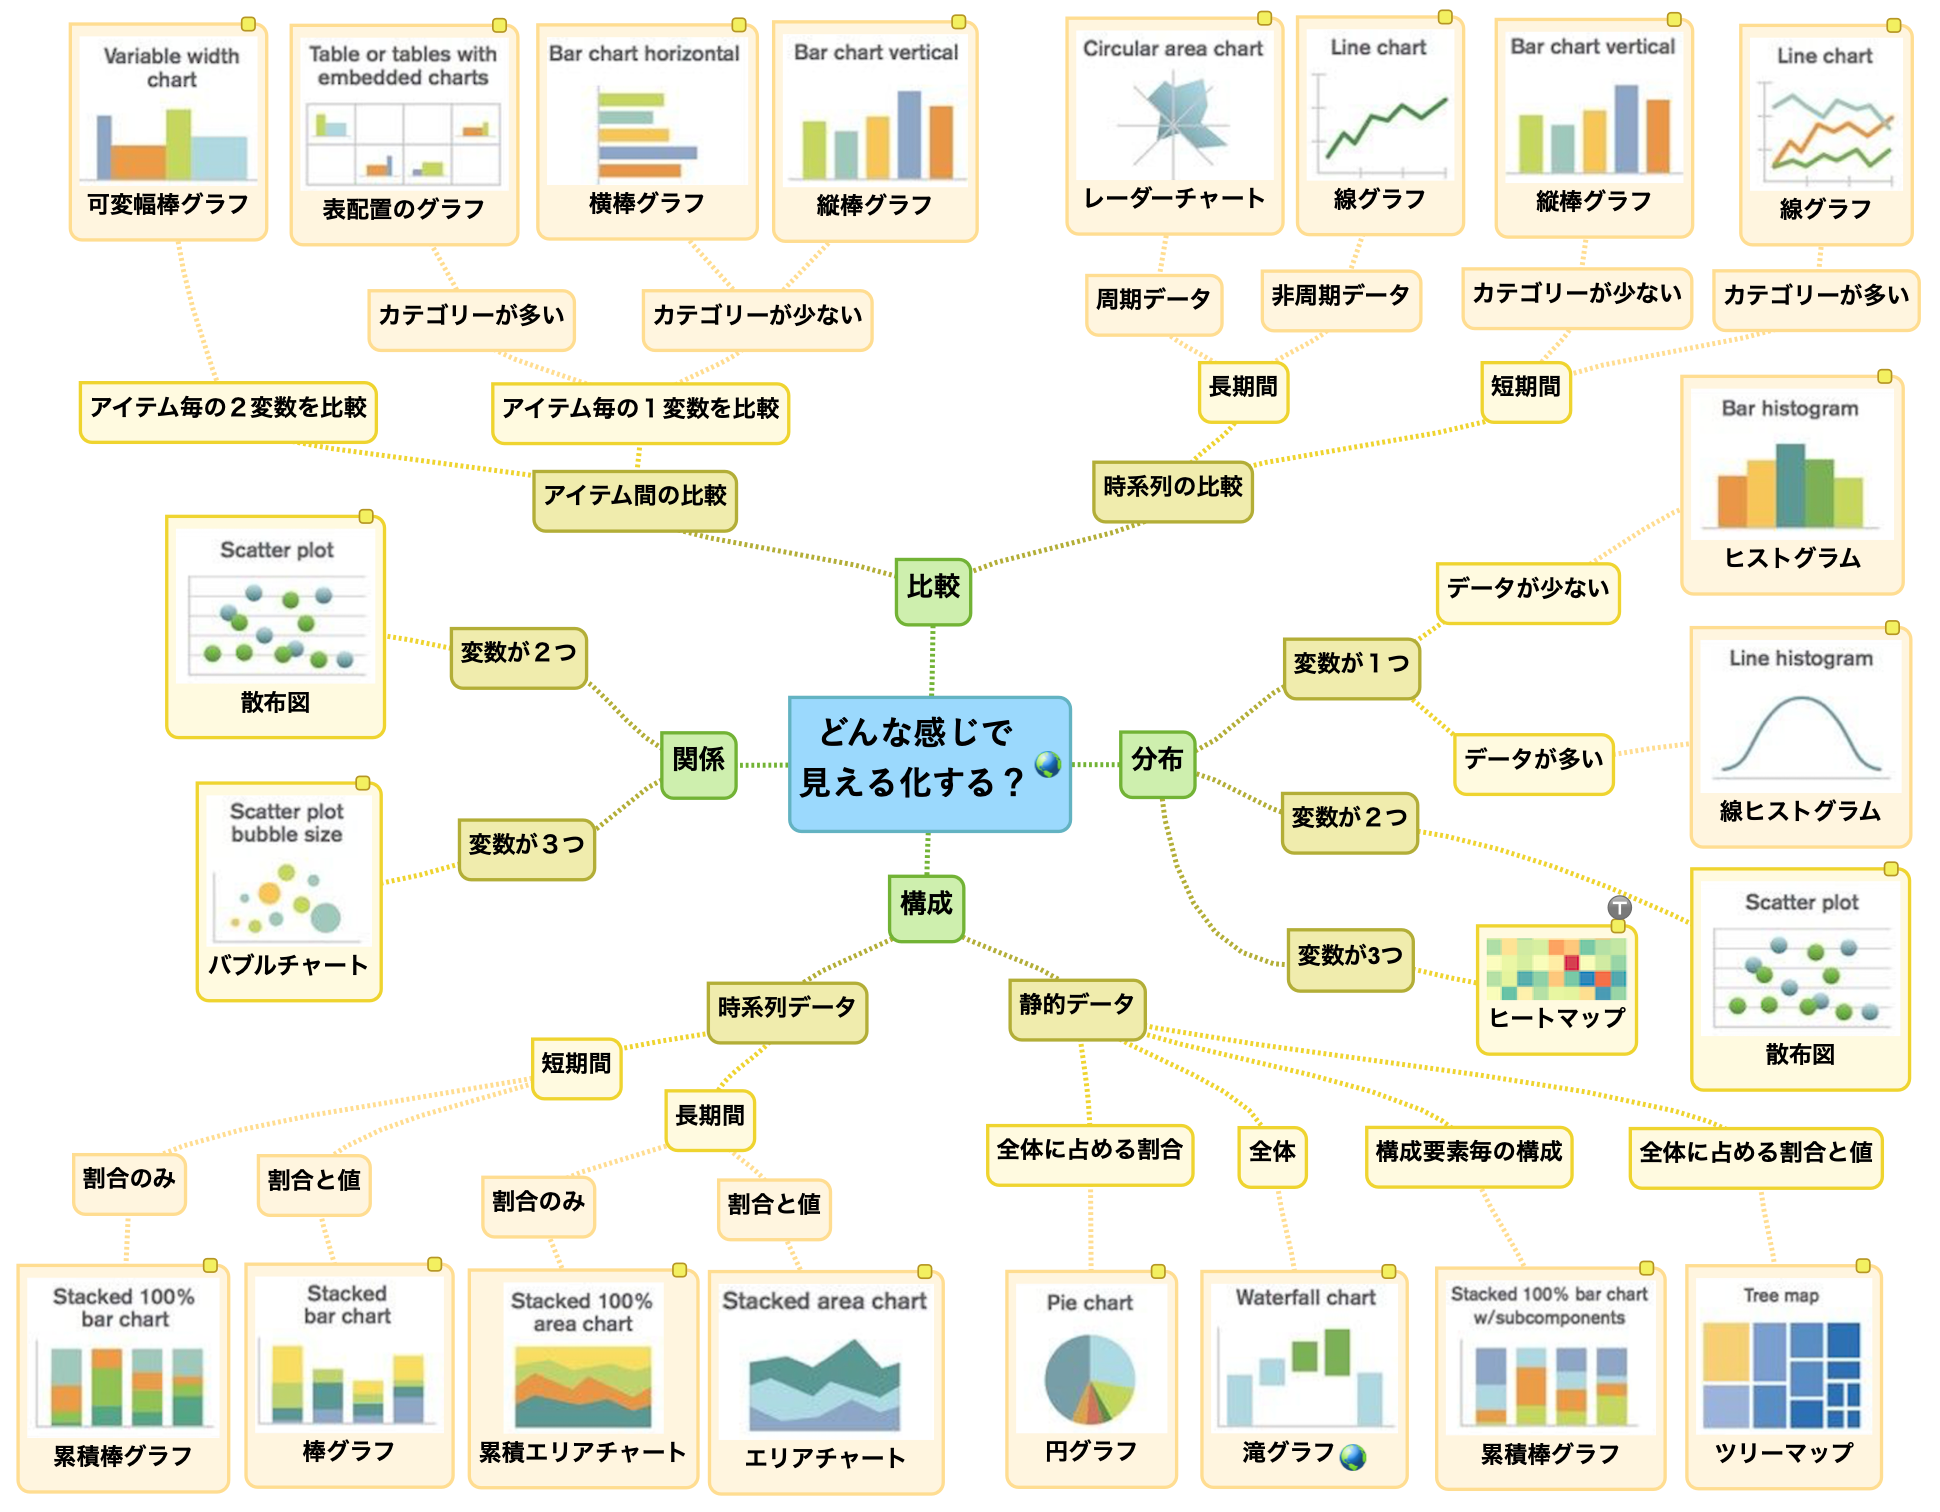 Variable width
chart
可変幅棒グラフ
Table or tables with
embedded charts
表配置のグラフ
Bar chart horizontal
横棒グラフ
Bar chart vertical
縦棒グラフ
Circular area chart
レーダーチャート
Line chart
線グラフ
Bar chart vertical
縦棒グラフ
Line chart
線グラフ
カテゴリーが多い
カテゴリーが少ない
周期データ
非周期データ
カテゴリーが少ない
カテゴリーが多い
アイテム毎の２変数を比較
アイテム毎の１変数を比較
長期間
短期間
アイテム間の比較
時系列の比較
Bar histogram
ヒストグラム
比較
データが少ない
Scatter plot
散布図
変数が２つ
変数が１つ
Line histogram
線ヒストグラム
関係
どんな感じで
見える化する？
分布
データが多い
Scatter plot
bubble size
バブルチャート
変数が３つ
変数が２つ
構成
変数が3つ
T
ヒートマップ
Scatter plot
散布図
時系列データ
静的データ
短期間
長期間
全体に占める割合
全体
構成要素毎の構成
全体に占める割合と値
割合のみ
割合と値
割合のみ
割合と値
Stacked 100%
bar chart
累積棒グラフ
Stacked
bar chart
棒グラフ
Stacked 100%
area chart
累積エリアチャート
Stacked area chart
エリアチャート
Pie chart
円グラフ
Waterfall chart
滝グラフ
Stacked 100% bar chart
w/subcomponents
累積棒グラフ
Tree map
ツリーマップ